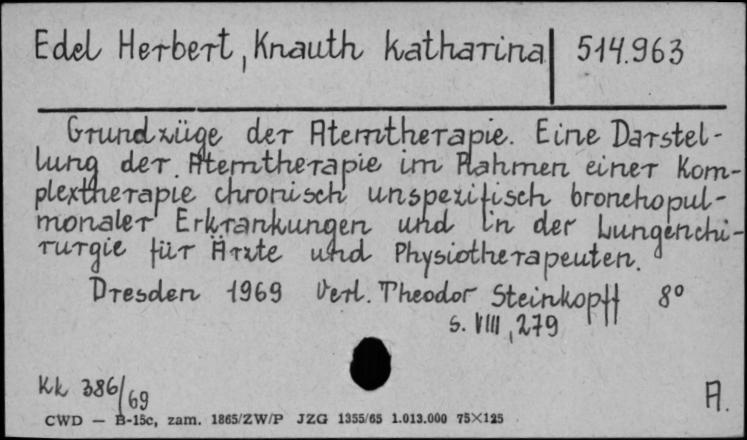 Edel Herbert, Knauth Katharina 514.963
Grundzüge der Atemtherapie. Eine Darstel-
lung der Atemtherapie im Rahmen einer Kom-
plextherapie chronisch unspezifisch bronchopul-
monaler Erkrankungen und in der Lungenchi-
rurgie für Ärzte und Physiotherapeuten.
Dresden 1969 Verl. Theodor Steinkopff 8°
S. VIII, 279
Kk 386/69 A.
CWD — B-15c, zam. 1865/ZW/P JZG 1355/65 1.013.000 75×125